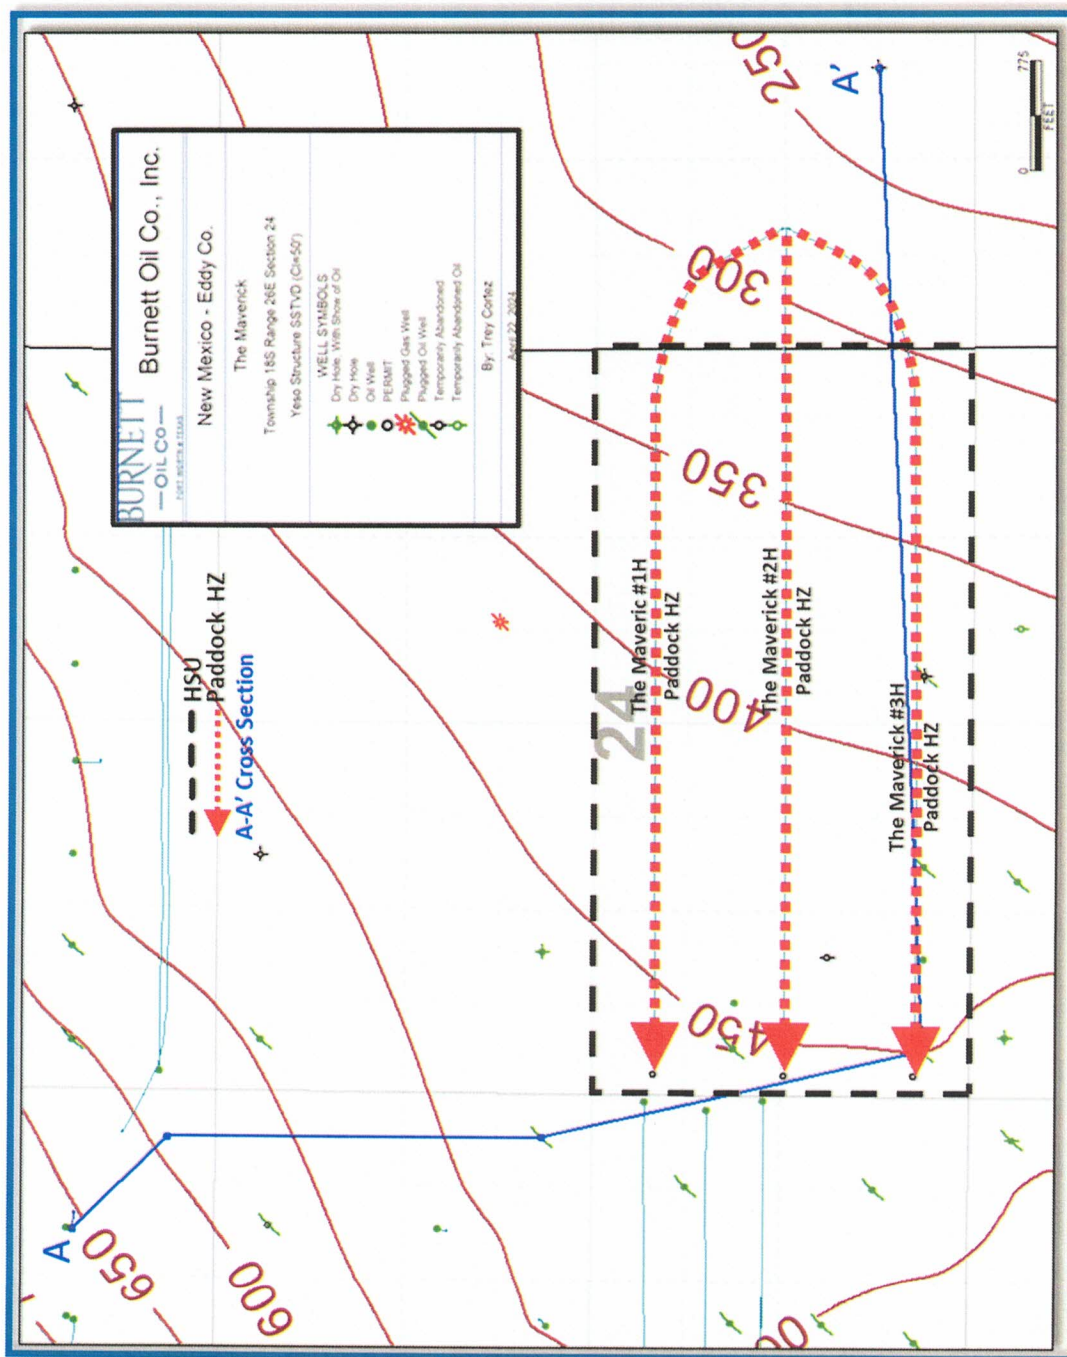 BURNETT
—OIL CO—
FORT WORTH ★ TEXAS
Burnett Oil Co., Inc.
New Mexico - Eddy Co.
The Maverick
Township 18S Range 26E Section 24
Yeso Structure SSTVD (CI=50')
WELL SYMBOLS
Dry Hole, With Show of Oil
Dry Hole
Oil Well
PERMIT
Plugged Gas Well
Plugged Oil Well
Temporarily Abandoned
Temporarily Abandoned Oil
By: Trey Cortez
April 22, 2024
HSU
Paddock HZ
A-A' Cross Section
A
650
600
24
The Maveric #1H
Paddock HZ
The Maverick #2H
Paddock HZ
The Maverick #3H
Paddock HZ
450
400
350
300
250
A'
0
775
FEET